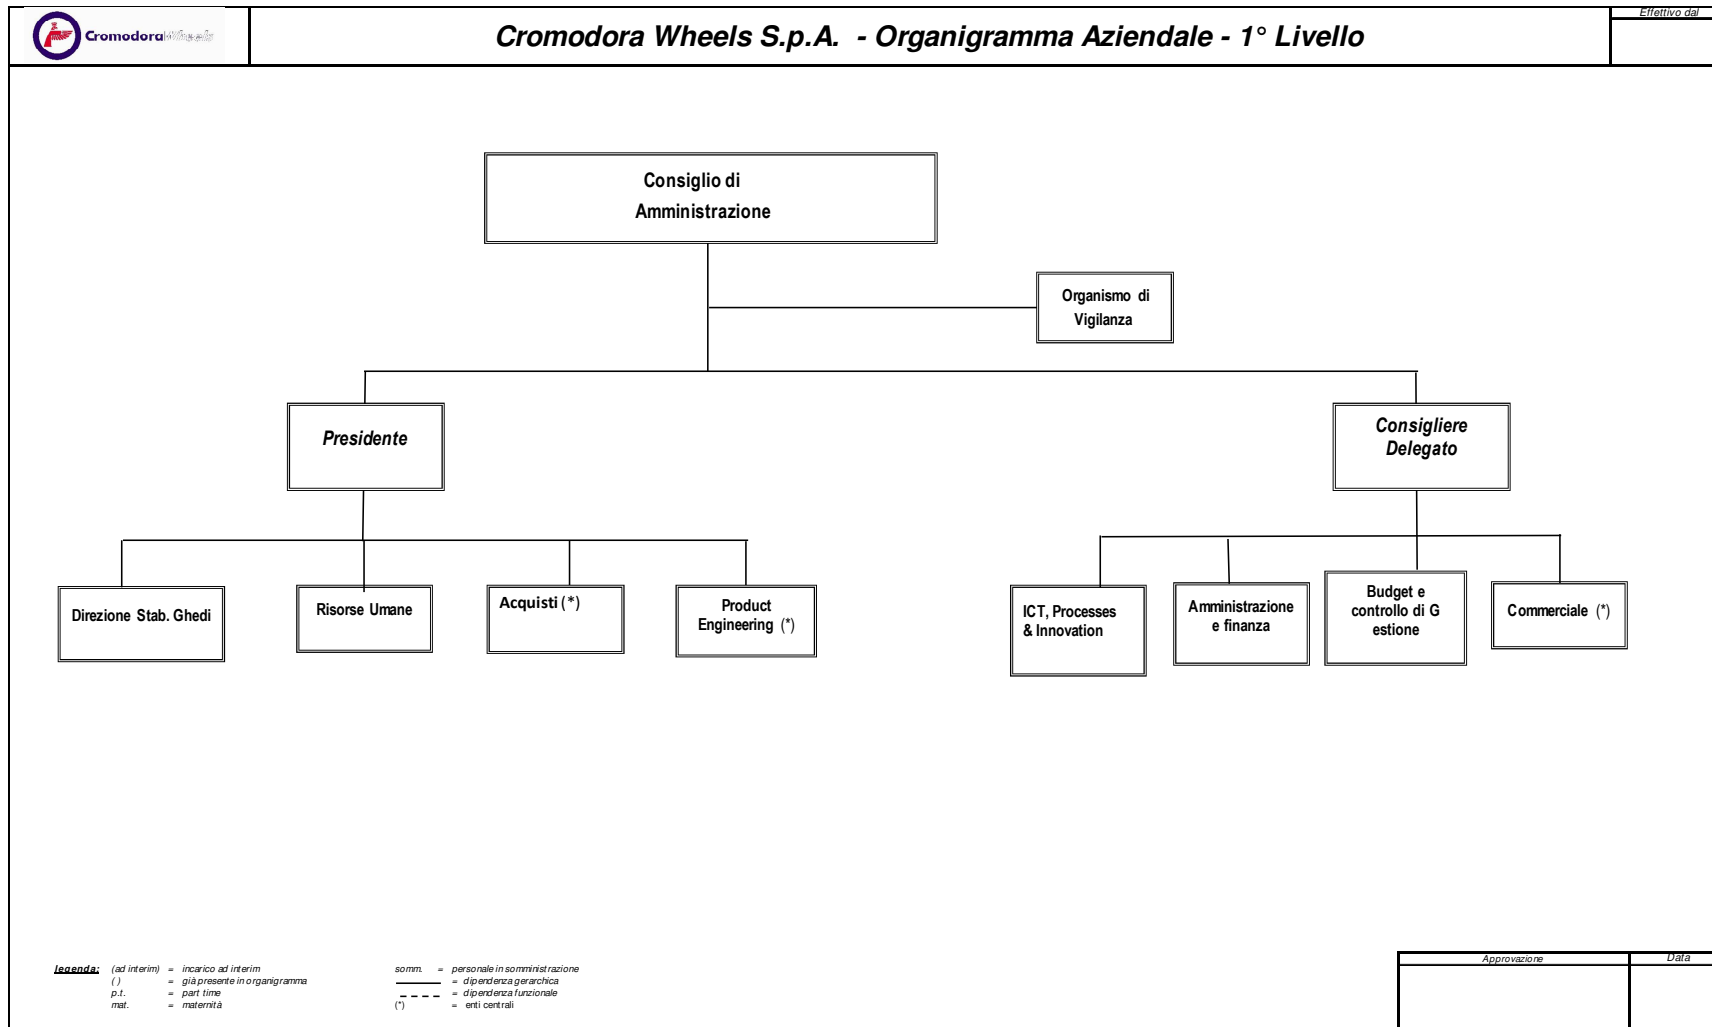 CromodoraWheels
Cromodora Wheels S.p.A. - Organigramma Aziendale - 1° Livello
Effettivo dal
Consiglio di
Amministrazione
Organismo di
Vigilanza
Presidente
Consigliere
Delegato
Direzione Stab. Ghedi
Risorse Umane
Acquisti (*)
Product
Engineering (*)
ICT, Processes
& Innovation
Amministrazione
e finanza
Budget e
controllo di G
estione
Commerciale (*)
legenda: (ad interim) = incarico ad interim
( ) = già presente in organigramma
p.t. = part time
mat. = maternità
somm. = personale in somministrazione
= dipendenza gerarchica
= dipendenza funzionale
(*) = enti centrali
Approvazione
Data